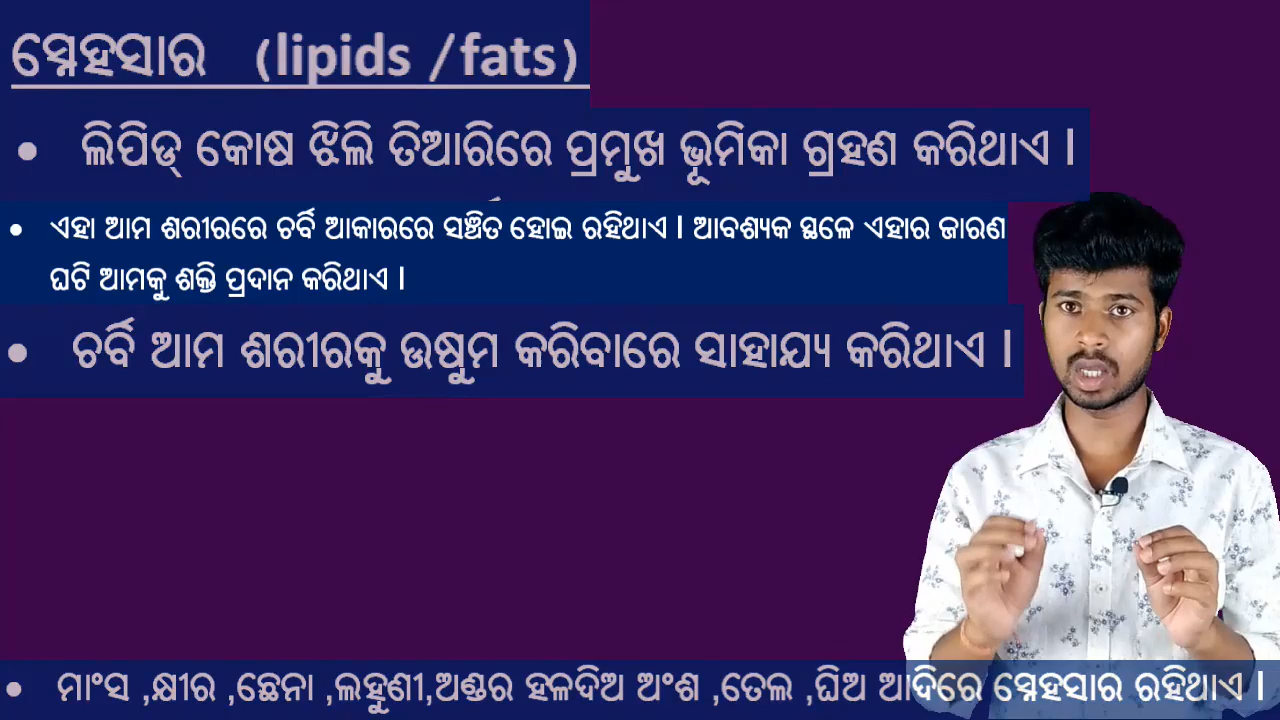 ସ୍ନେହସାର (lipids /fats)
• ଲିପିଡ୍ କୋଷ ଝିଲି ତିଆରିରେ ପ୍ରମୁଖ ଭୂମିକା ଗ୍ରହଣ କରିଥାଏ ।
• ଏହା ଆମ ଶରୀରରେ ଚର୍ବି ଆକାରରେ ସଞ୍ଚିତ ହୋଇ ରହିଥାଏ । ଆବଶ୍ୟକ ସ୍ଥଳେ ଏହାର ଜାରଣ
ଘଟି ଆମକୁ ଶକ୍ତି ପ୍ରଦାନ କରିଥାଏ ।
• ଚର୍ବି ଆମ ଶରୀରକୁ ଉଷୁମ କରିବାରେ ସାହାଯ୍ୟ କରିଥାଏ ।
• ମାଂସ ,କ୍ଷୀର ,ଛେନା ,ଲହୁଣୀ,ଅଣ୍ଡର ହଳଦିଅ ଅଂଶ ,ତେଲ ,ଘିଅ ଆଦିରେ ସ୍ନେହସାର ରହିଥାଏ ।